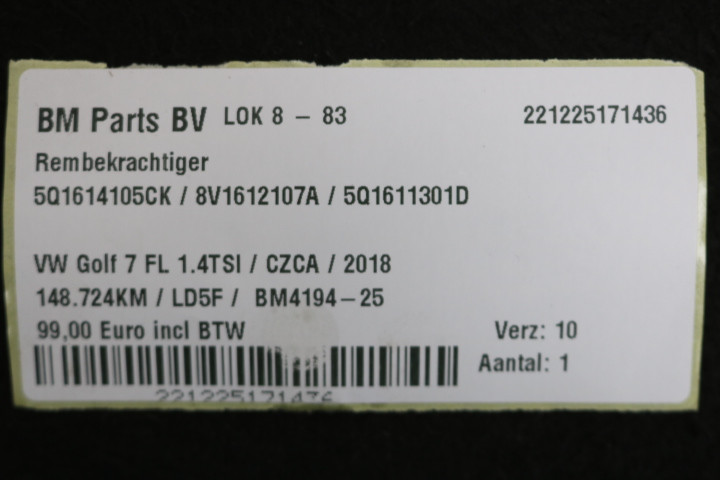 BM Parts BV LOK 8 – 83 221225171436
Rembekrachtiger
5Q1614105CK / 8V1612107A / 5Q1611301D
VW Golf 7 FL 1.4TSI / CZCA / 2018
148.724KM / LD5F / BM4194–25
99,00 Euro incl BTW Verz: 10
Aantal: 1
221225171436